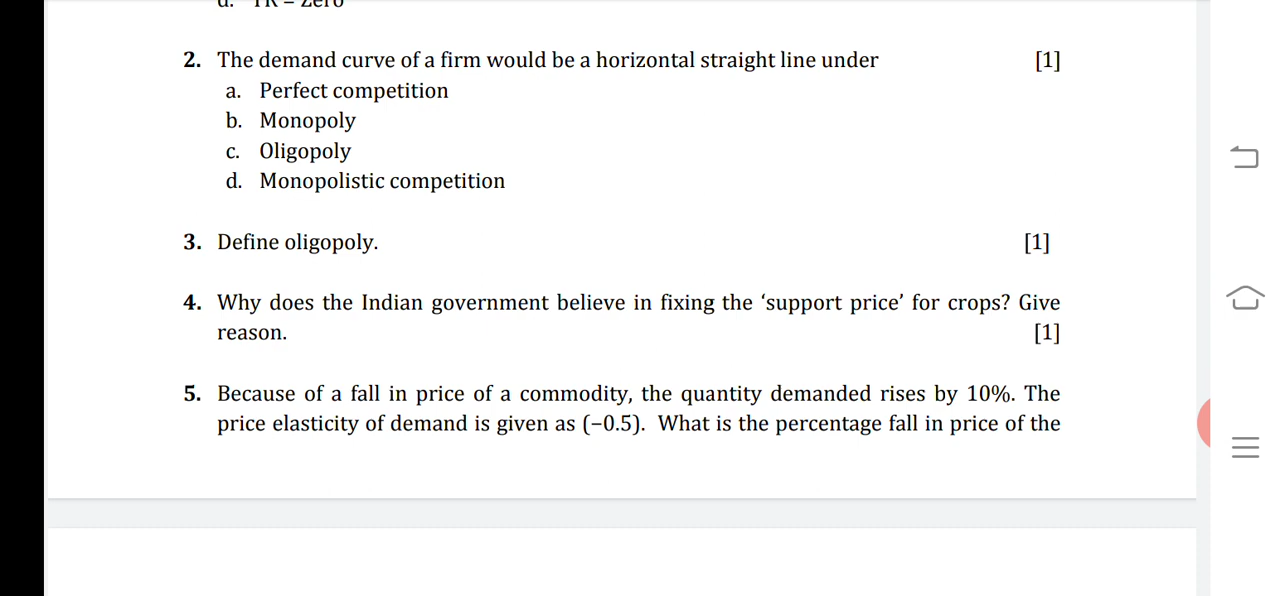 d. TR = Zero
2. The demand curve of a firm would be a horizontal straight line under [1]
a. Perfect competition
b. Monopoly
c. Oligopoly
d. Monopolistic competition
3. Define oligopoly. [1]
4. Why does the Indian government believe in fixing the ‘support price’ for crops? Give
reason. [1]
5. Because of a fall in price of a commodity, the quantity demanded rises by 10%. The
price elasticity of demand is given as (−0.5). What is the percentage fall in price of the